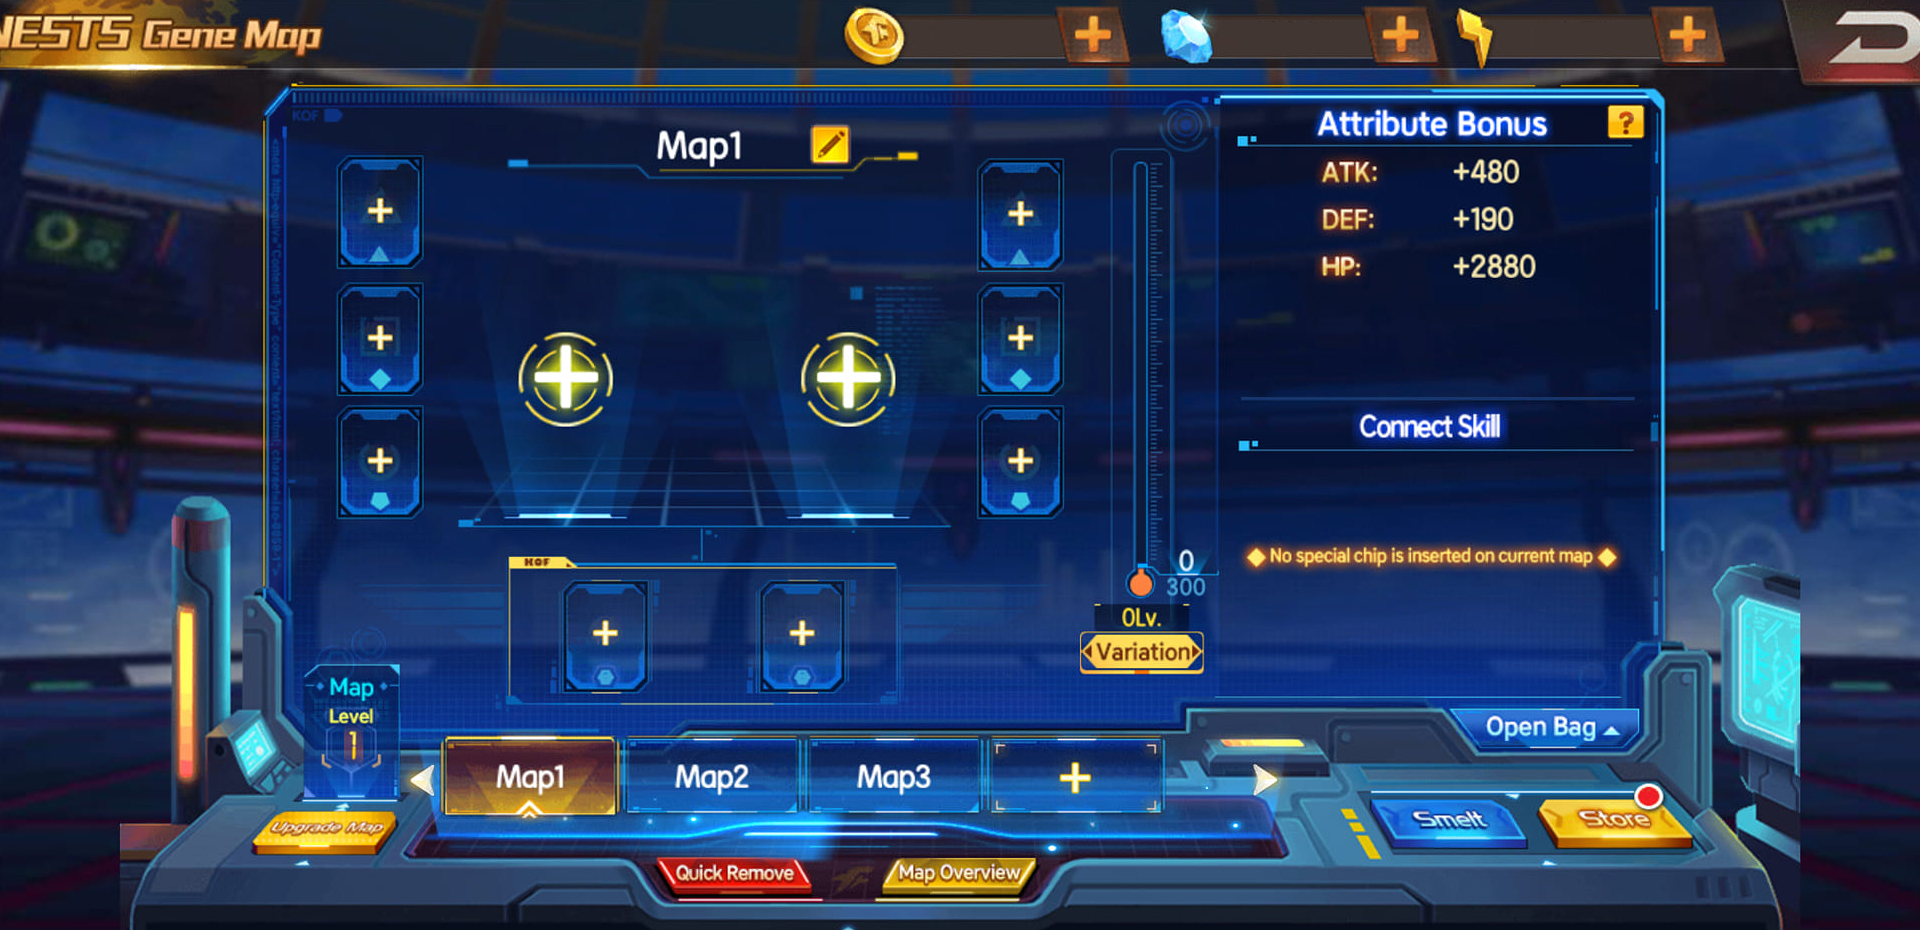 NESTS Gene Map
KOF
Map1
Attribute Bonus
?
ATK: +480
DEF: +190
HP: +2880
Connect Skill
No special chip is inserted on current map
0
300
0Lv.
Variation
KOF
Map
Level
1
Open Bag
Map1
Map2
Map3
Upgrade Map
Smelt
Store
Quick Remove
Map Overview